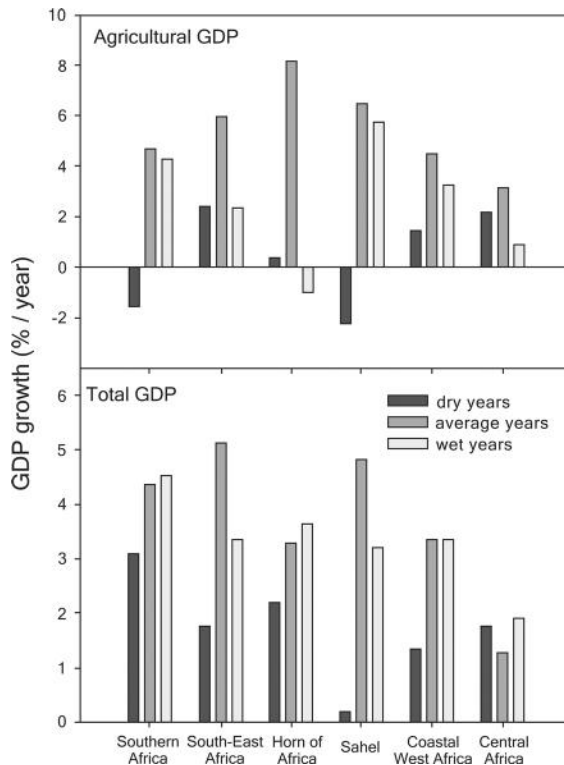 10
Agricultural GDP
8
6
4
2
0
-2
GDP growth (% / year)
6
Total GDP
dry years
average years
wet years
5
4
3
2
1
0
Southern
Africa
South-East
Africa
Horn of
Africa
Sahel
Coastal
West Africa
Central
Africa